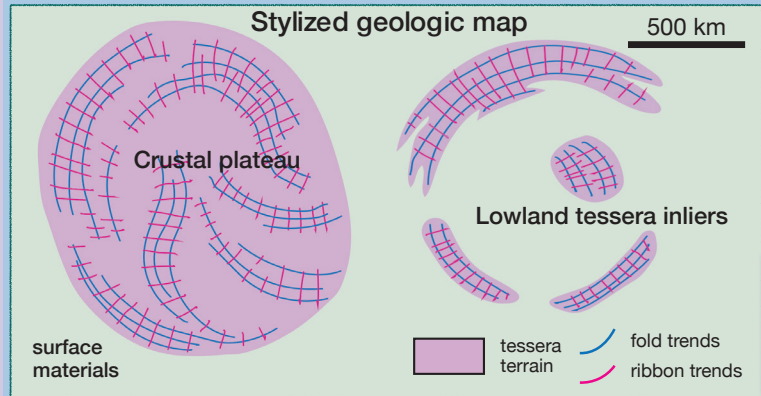 Stylized geologic map
500 km
Crustal plateau
Lowland tessera inliers
surface
materials
tessera
terrain
fold trends
ribbon trends